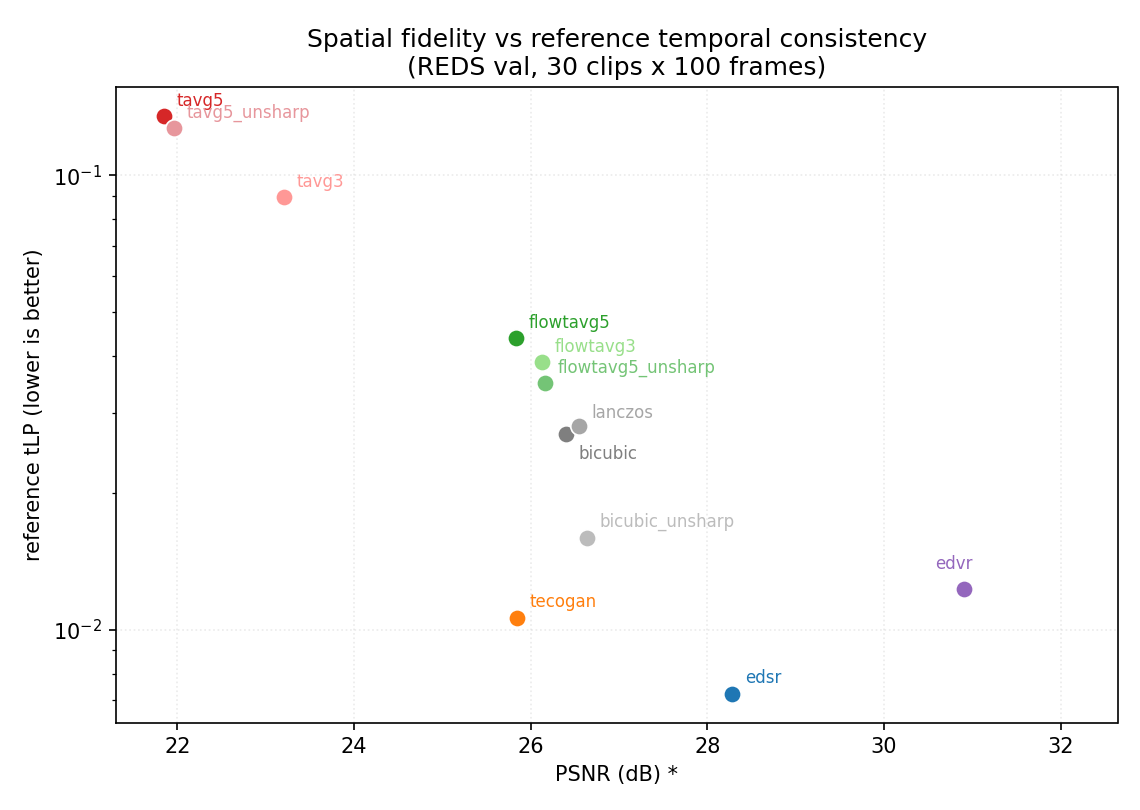 Spatial fidelity vs reference temporal consistency
(REDS val, 30 clips x 100 frames)
tavg5
tavg5_unsharp
10⁻¹
tavg3
flowtavg5
flowtavg3
flowtavg5_unsharp
lanczos
bicubic
bicubic_unsharp
edvr
tecogan
10⁻²
edsr
reference tLP (lower is better)
22 24 26 28 30 32
PSNR (dB) *